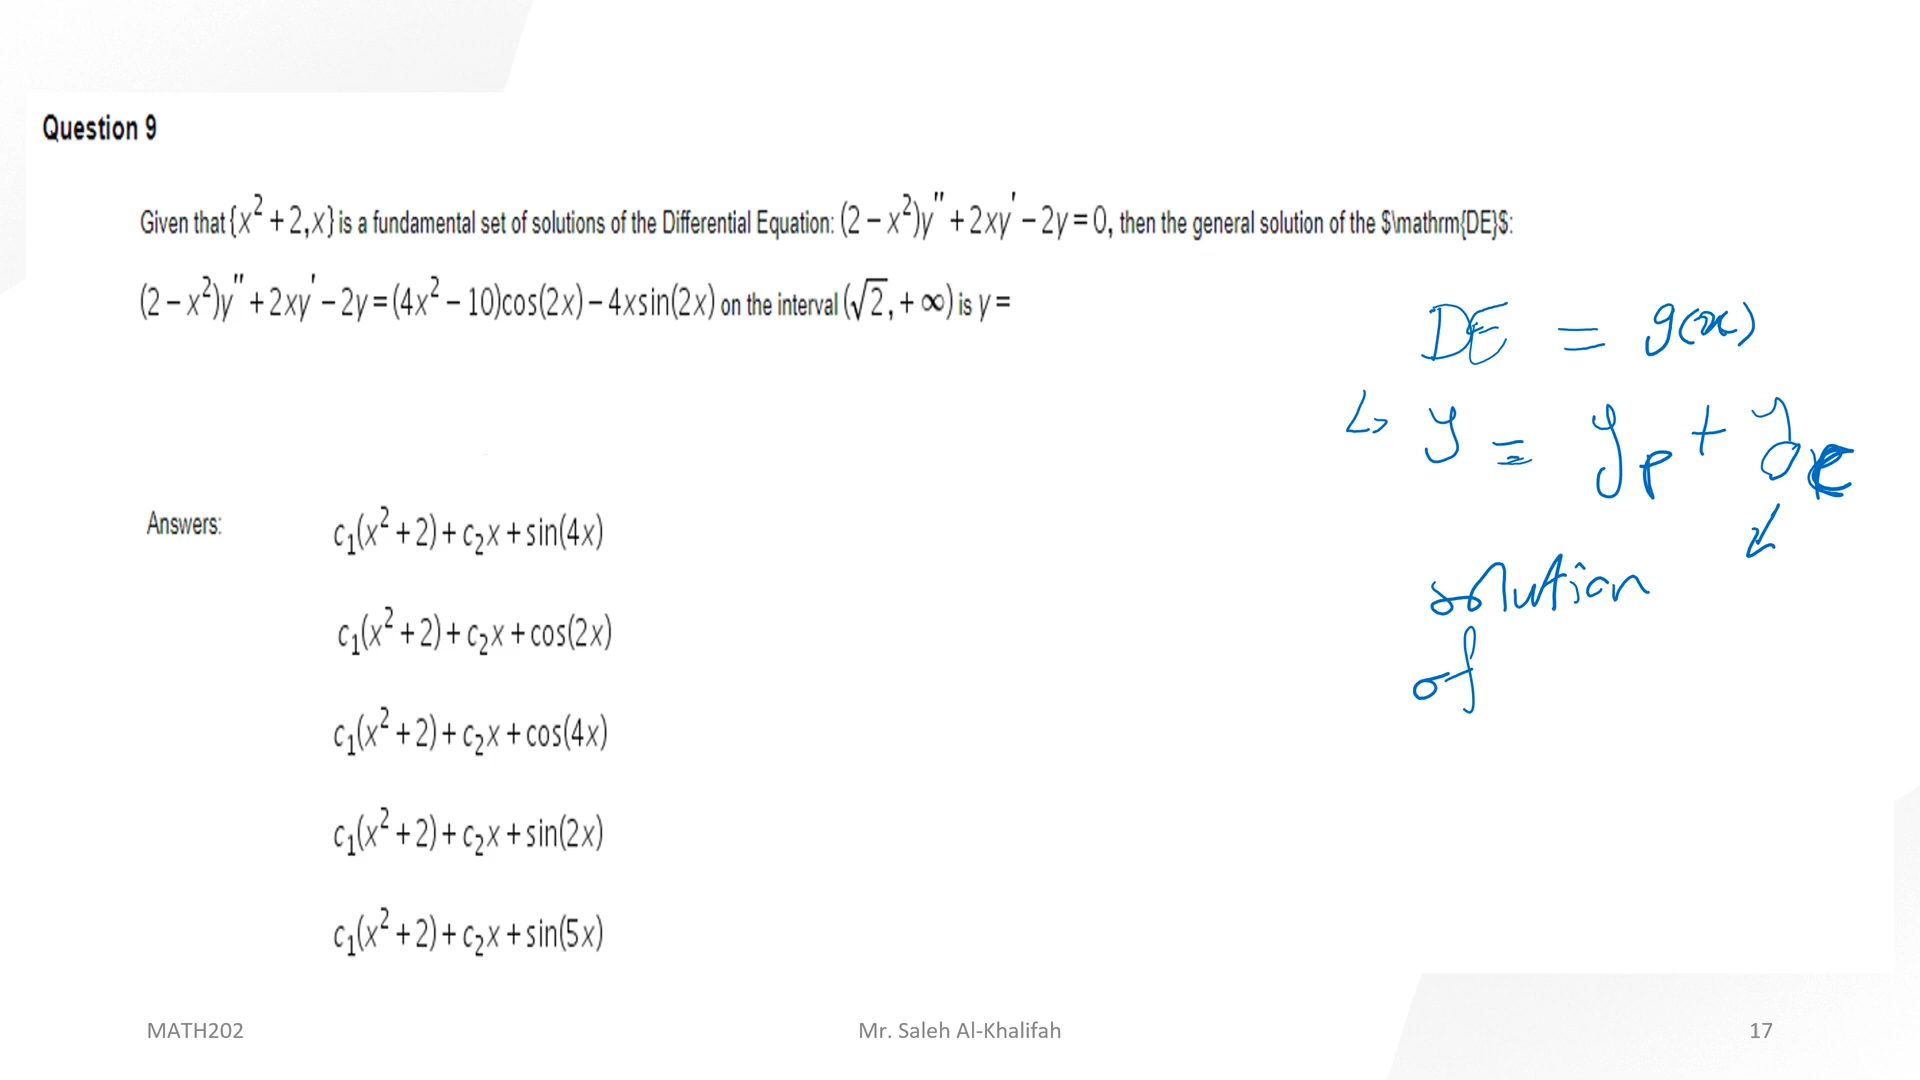 Question 9
Given that {x² + 2, x} is a fundamental set of solutions of the Differential Equation: (2 − x²)y'' + 2xy' − 2y = 0, then the general solution of the $\mathrm{DE}$:
(2 − x²)y'' + 2xy' − 2y = (4x² − 10)cos(2x) − 4xsin(2x) on the interval (√2, + ∞) is y =
DE = g(x)
↳ y = yₚ + y_c
↙
solution
of
Answers:
c₁(x² + 2) + c₂x + sin(4x)
c₁(x² + 2) + c₂x + cos(2x)
c₁(x² + 2) + c₂x + cos(4x)
c₁(x² + 2) + c₂x + sin(2x)
c₁(x² + 2) + c₂x + sin(5x)
MATH202
Mr. Saleh Al-Khalifah
17